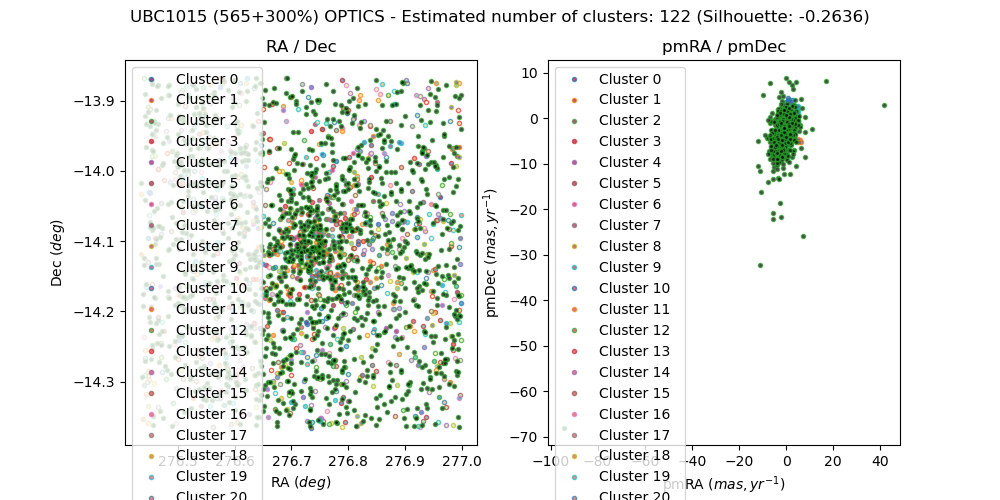 UBC1015 (565+300%) OPTICS - Estimated number of clusters: 122 (Silhouette: -0.2636)
RA / Dec
−13.9
−14.0
−14.1
−14.2
−14.3
Dec (deg)
276.5 276.6 276.7 276.8 276.9 277.0
RA (deg)
Cluster 0
Cluster 1
Cluster 2
Cluster 3
Cluster 4
Cluster 5
Cluster 6
Cluster 7
Cluster 8
Cluster 9
Cluster 10
Cluster 11
Cluster 12
Cluster 13
Cluster 14
Cluster 15
Cluster 16
Cluster 17
Cluster 18
Cluster 19
Cluster 20
pmRA / pmDec
10
0
−10
−20
−30
−40
−50
−60
−70
pmDec (mas, yr⁻¹)
−100 −80 −60 −40 −20 0 20 40
pmRA (mas, yr⁻¹)
Cluster 0
Cluster 1
Cluster 2
Cluster 3
Cluster 4
Cluster 5
Cluster 6
Cluster 7
Cluster 8
Cluster 9
Cluster 10
Cluster 11
Cluster 12
Cluster 13
Cluster 14
Cluster 15
Cluster 16
Cluster 17
Cluster 18
Cluster 19
Cluster 20